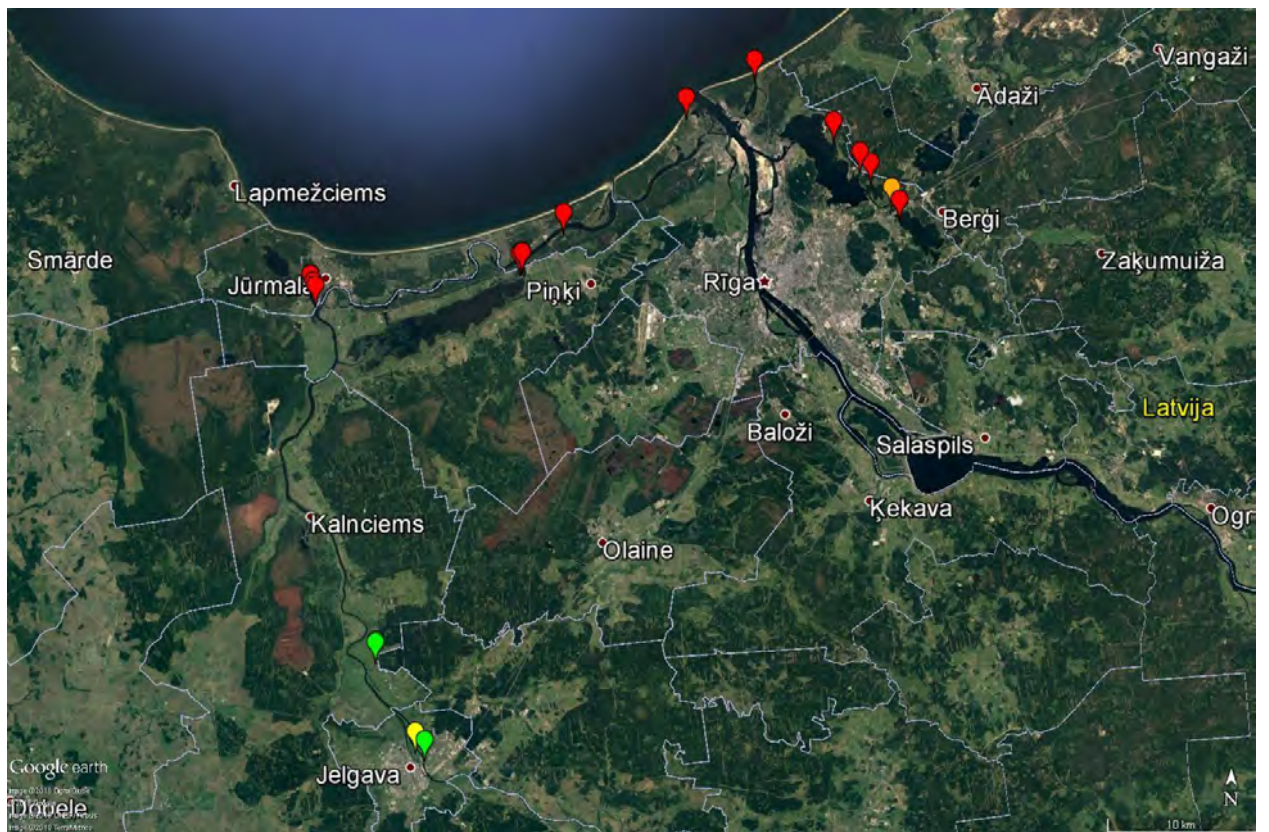 Vangaži
Ādaži
Lapmežciems
Berģi
Smārde
Zaķumuiža
Jūrmala
Piņķi
Rīga
Latvija
Baloži
Salaspils
Ķekava
Ogr
Kalnciems
Olaine
Google earth
Jelgava
Dobele
N
10 km